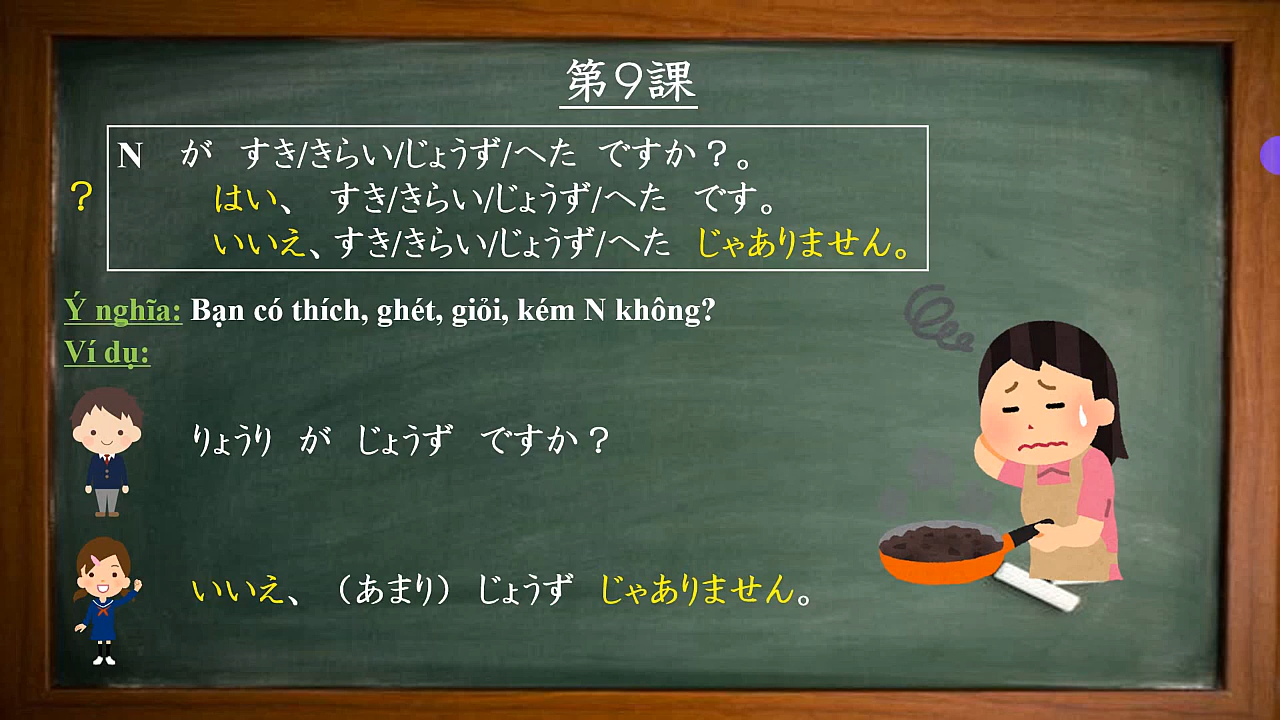 第9課
N が すき/きらい/じょうず/へた ですか？。
? はい、 すき/きらい/じょうず/へた です。
いいえ、すき/きらい/じょうず/へた じゃありません。
Ý nghĩa: Bạn có thích, ghét, giỏi, kém N không?
Ví dụ:
りょうり が じょうず ですか？
いいえ、（あまり） じょうず じゃありません。